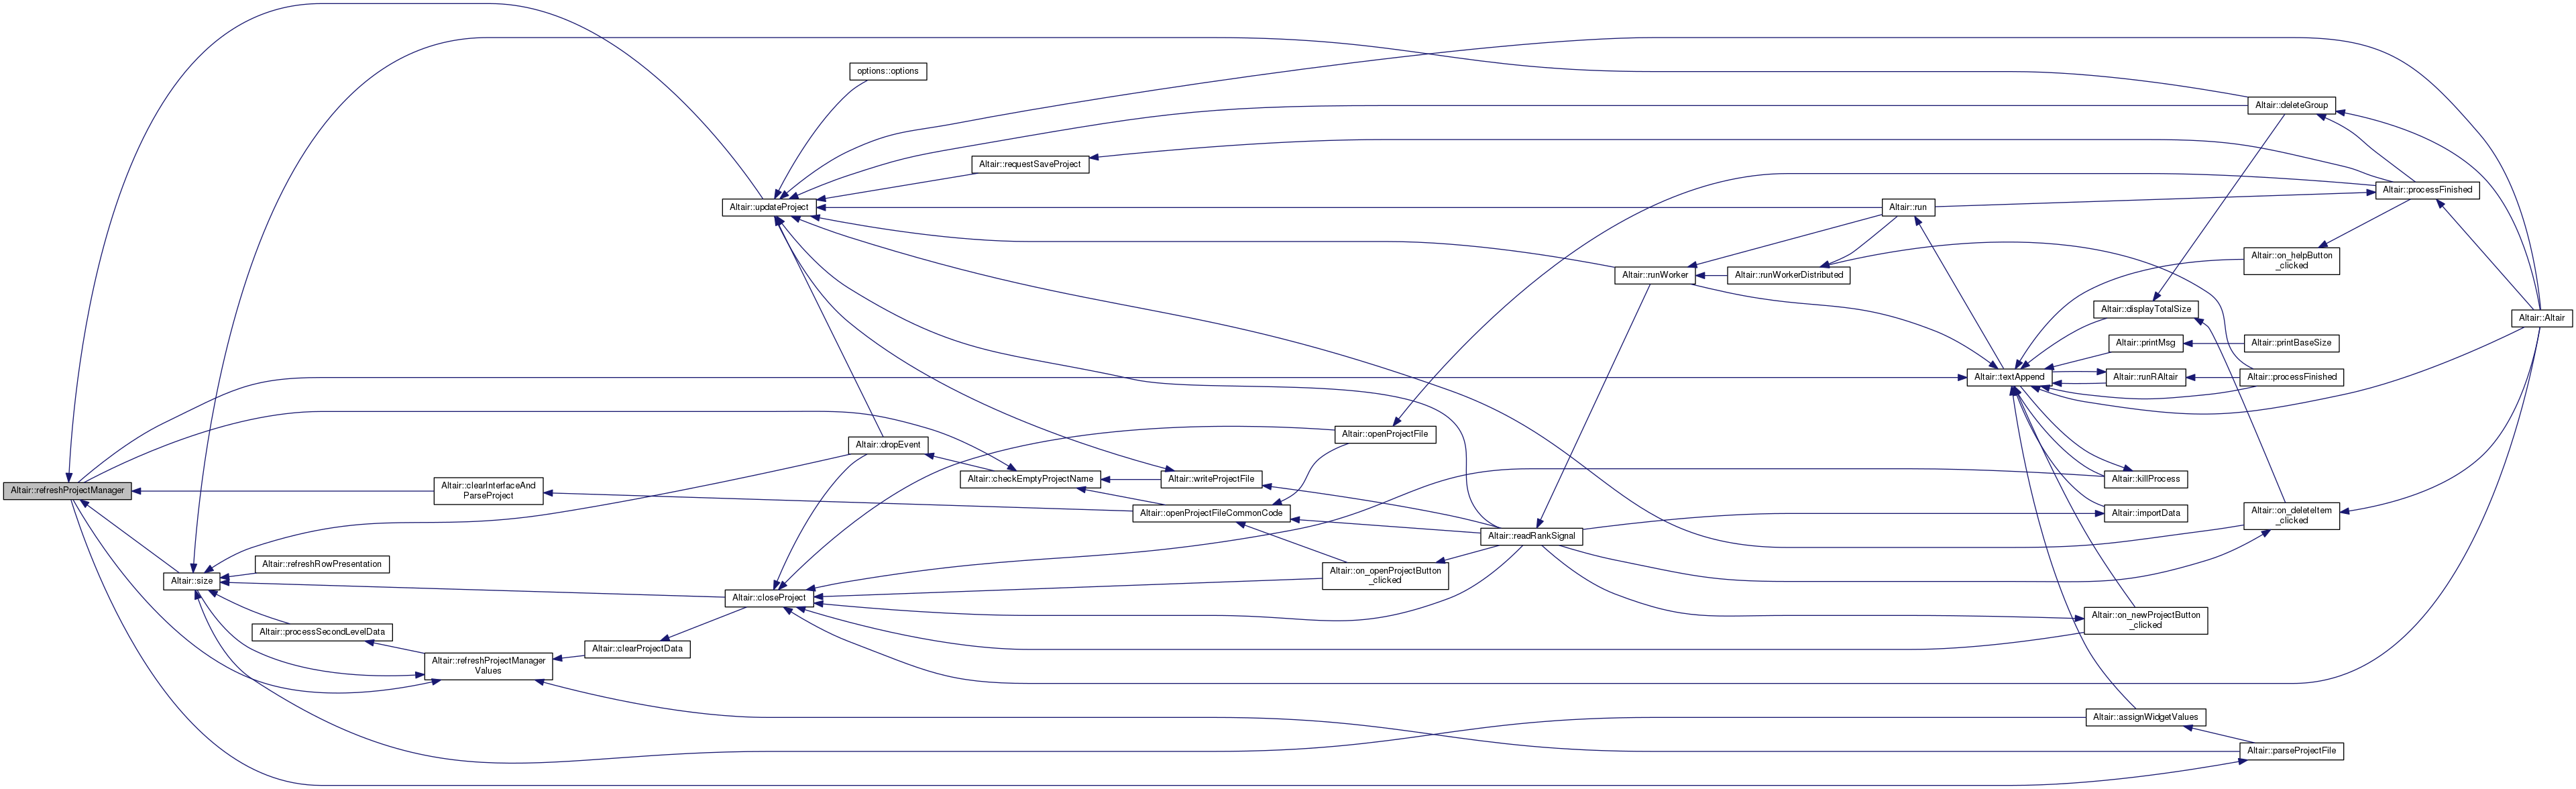 options::options
Altair::deleteGroup
Altair::requestSaveProject
Altair::processFinished
Altair::updateProject
Altair::run
Altair::on_helpButton
_clicked
Altair::runWorker
Altair::runWorkerDistributed
Altair::displayTotalSize
Altair::Altair
Altair::printMsg
Altair::printBaseSize
Altair::textAppend
Altair::runRAltair
Altair::processFinished
Altair::openProjectFile
Altair::dropEvent
Altair::checkEmptyProjectName
Altair::writeProjectFile
Altair::killProcess
Altair::refreshProjectManager
Altair::clearInterfaceAnd
ParseProject
Altair::openProjectFileCommonCode
Altair::importData
Altair::on_deleteItem
_clicked
Altair::readRankSignal
Altair::refreshRowPresentation
Altair::size
Altair::on_openProjectButton
_clicked
Altair::closeProject
Altair::on_newProjectButton
_clicked
Altair::processSecondLevelData
Altair::clearProjectData
Altair::refreshProjectManager
Values
Altair::assignWidgetValues
Altair::parseProjectFile